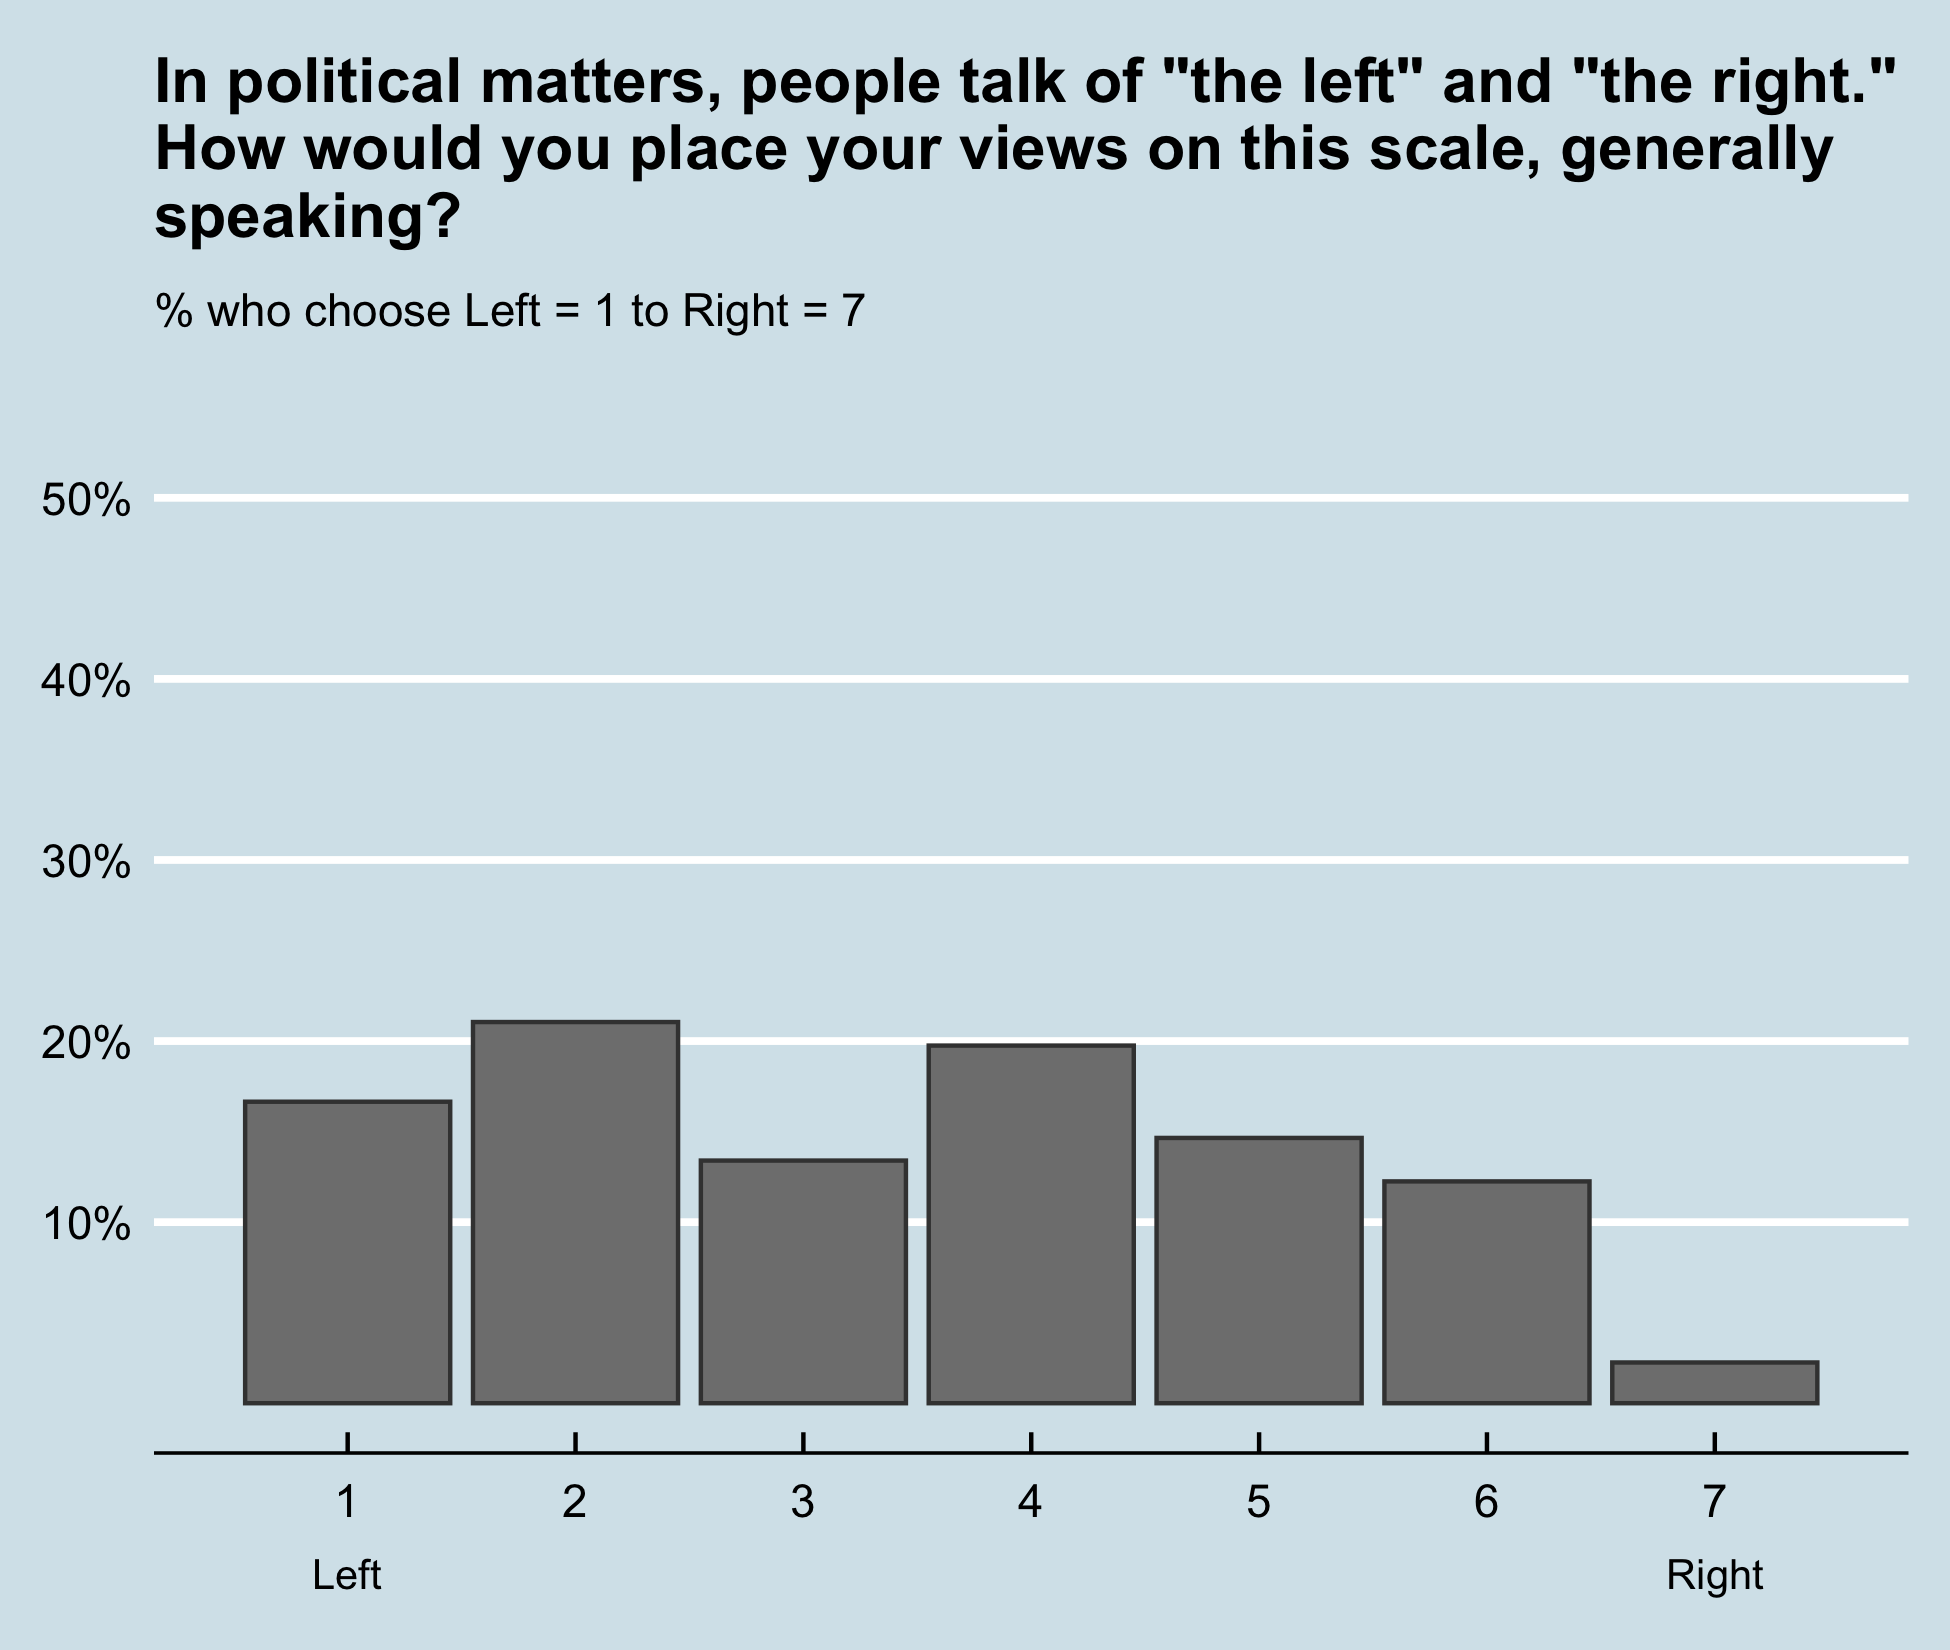 In political matters, people talk of "the left" and "the right."
How would you place your views on this scale, generally
speaking?
% who choose Left = 1 to Right = 7
50%
40%
30%
20%
10%
1 2 3 4 5 6 7
Left Right